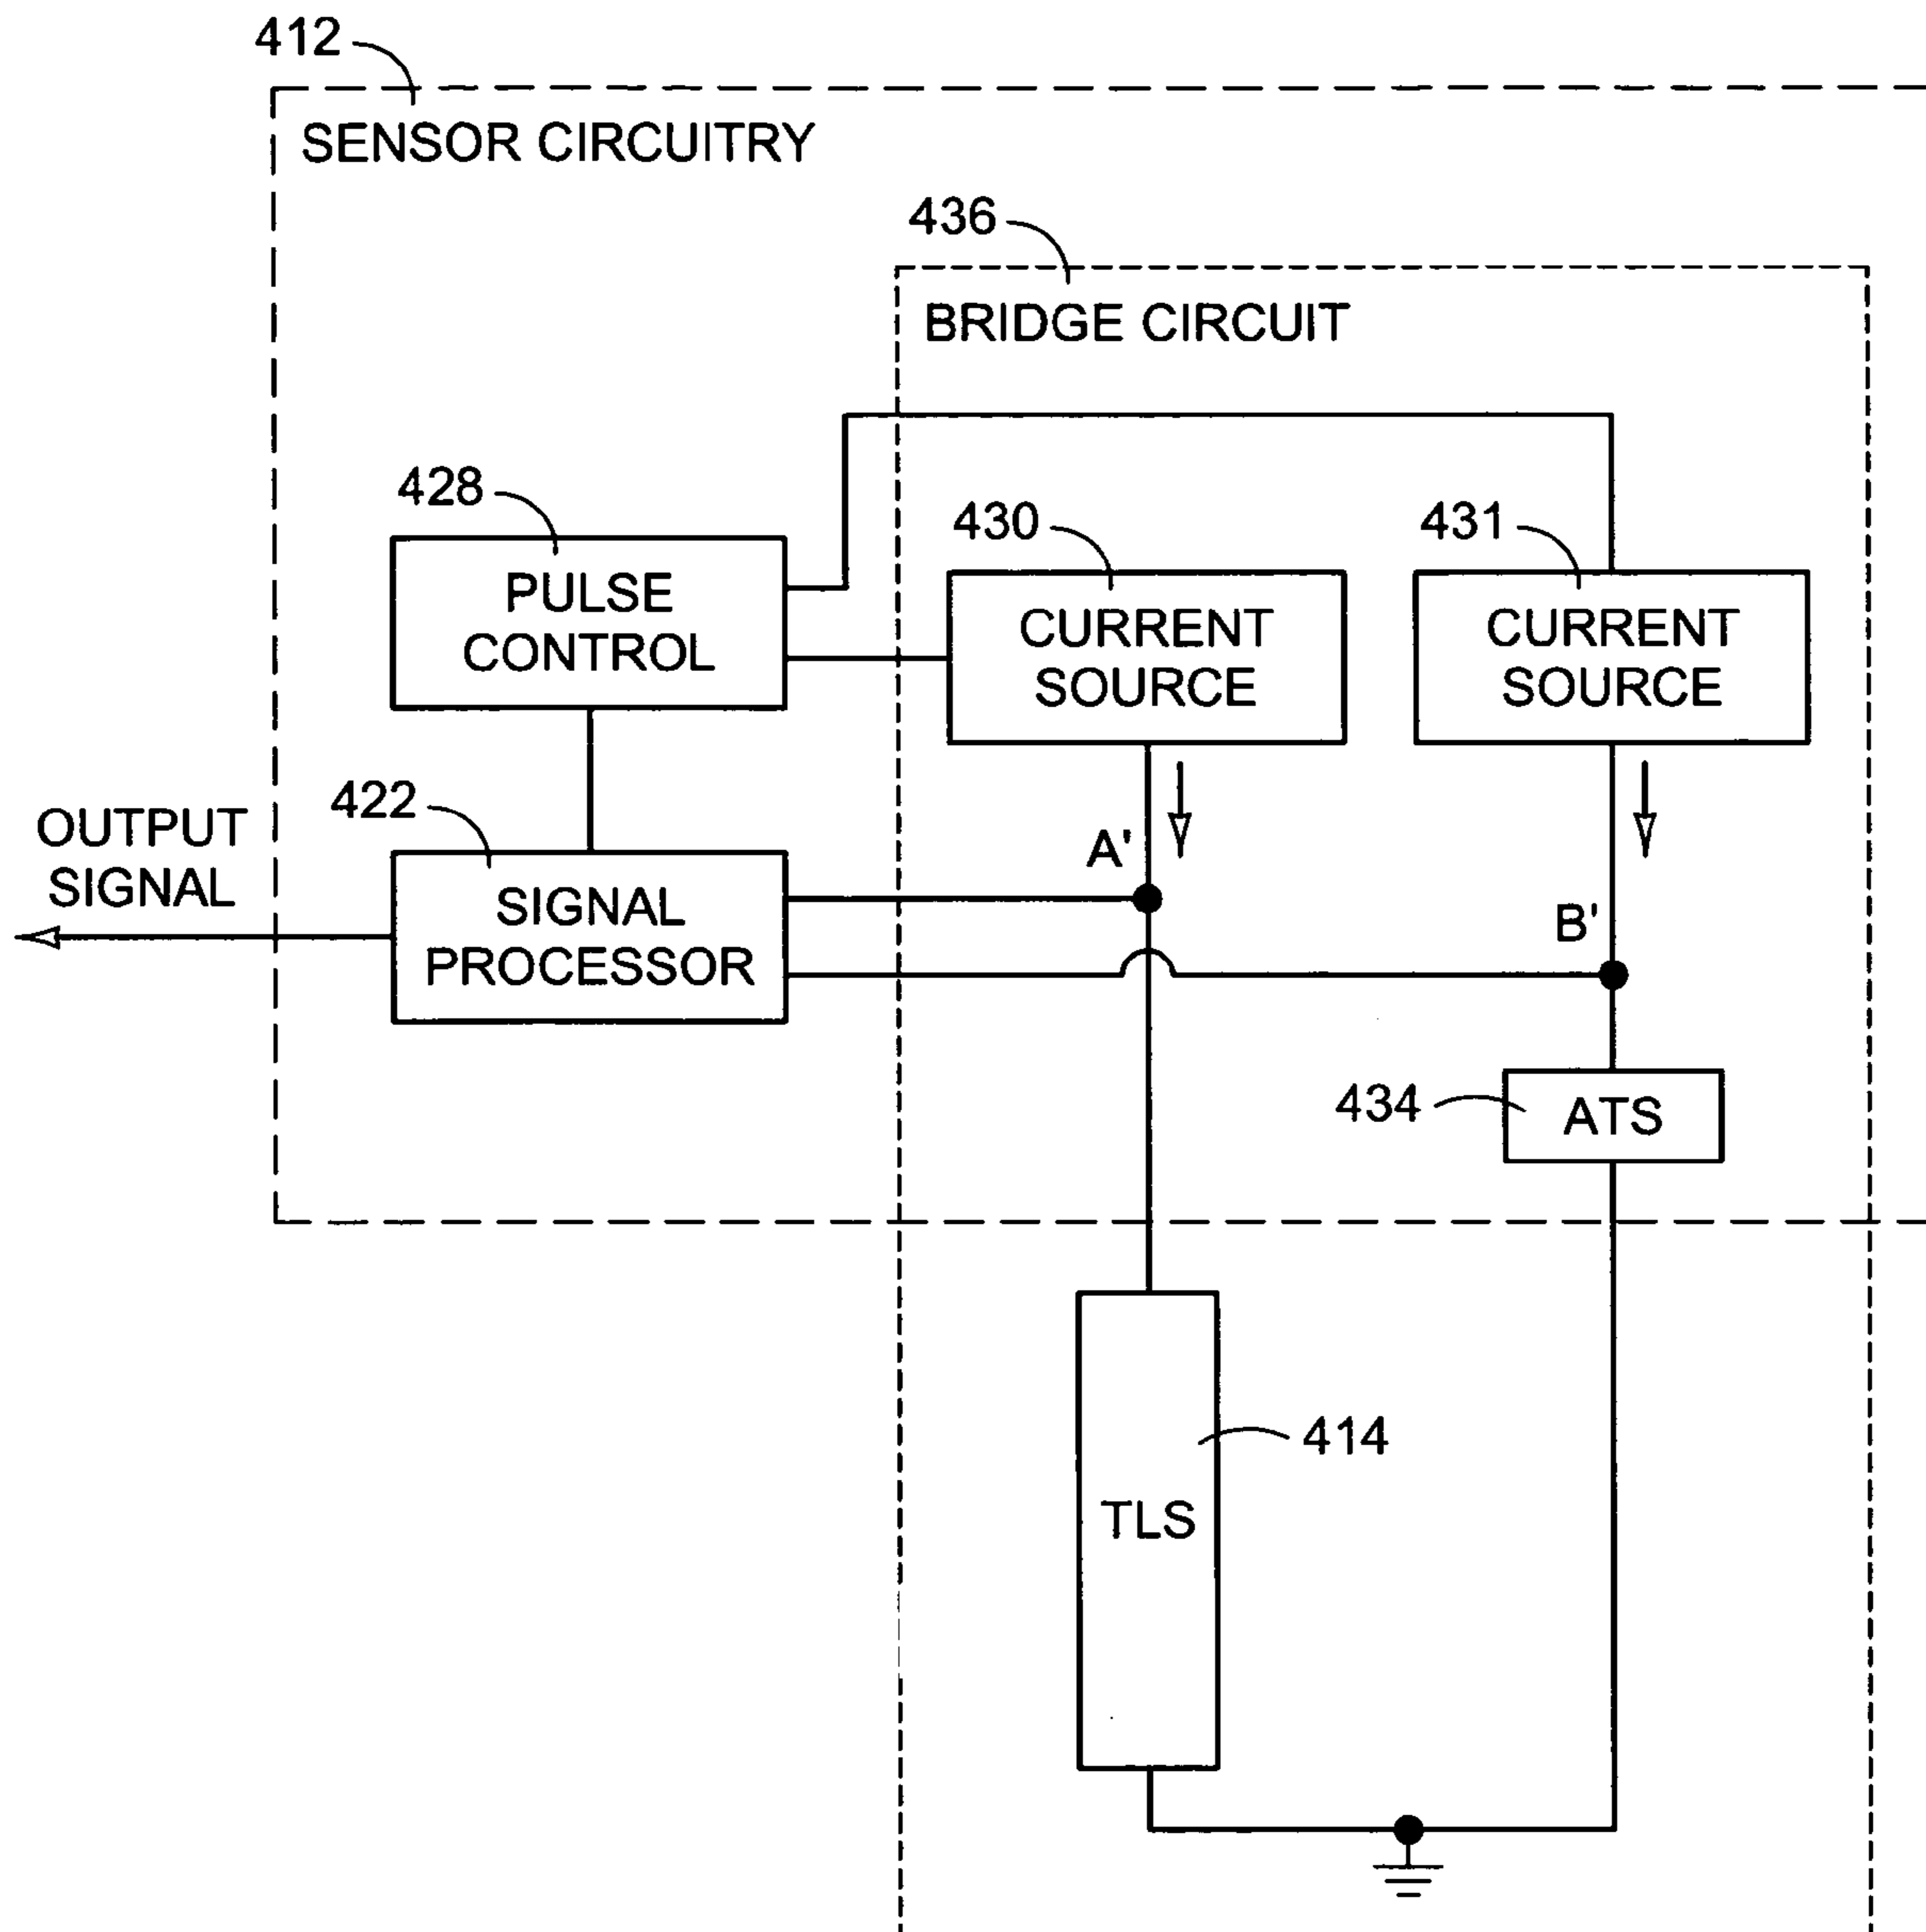 412
SENSOR CIRCUITRY
436
BRIDGE CIRCUIT
428
PULSE
CONTROL
430
CURRENT
SOURCE
431
CURRENT
SOURCE
422
OUTPUT
SIGNAL
SIGNAL
PROCESSOR
A'
B'
434
ATS
414
TLS